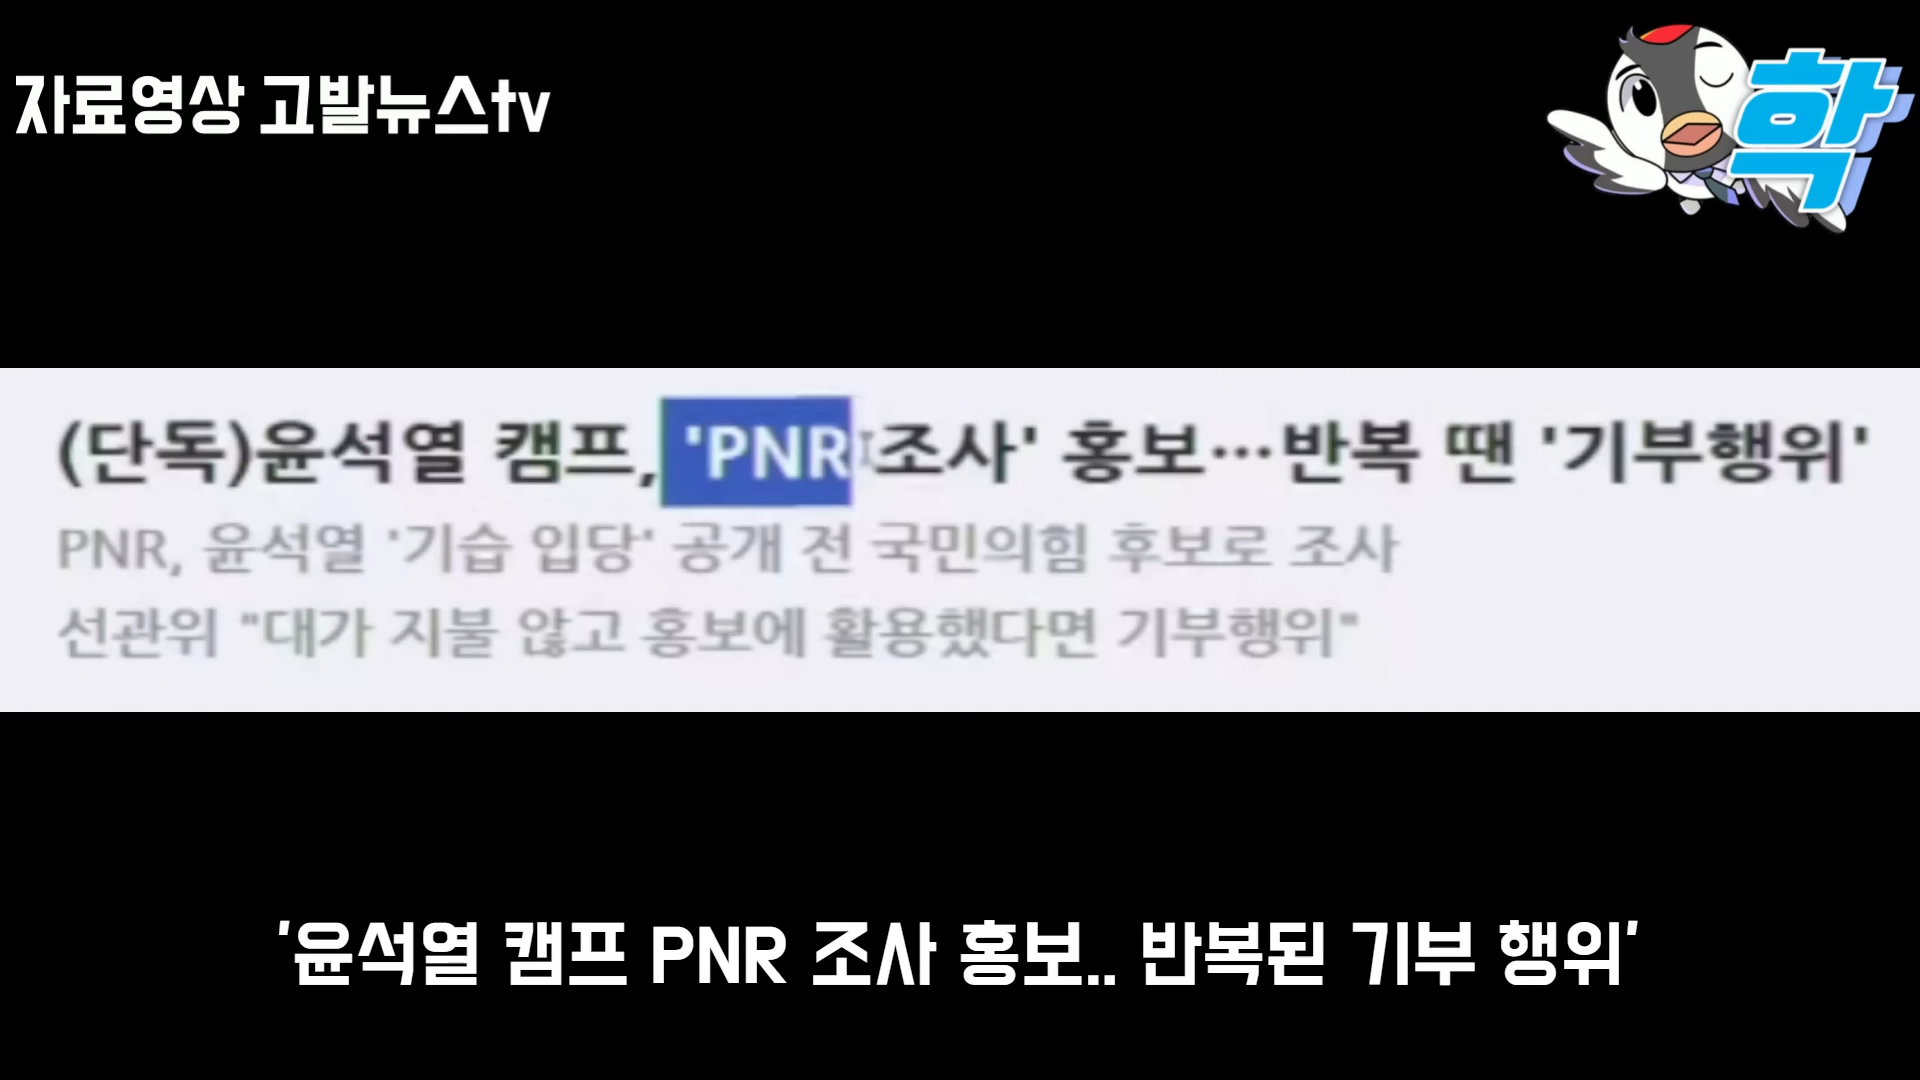 자료영상 고발뉴스tv
학
(단독)윤석열 캠프, 'PNR 조사' 홍보…반복 땐 '기부행위'
PNR, 윤석열 '기습 입당' 공개 전 국민의힘 후보로 조사
선관위 "대가 지불 않고 홍보에 활용했다면 기부행위"
'윤석열 캠프 PNR 조사 홍보.. 반복된 기부 행위'